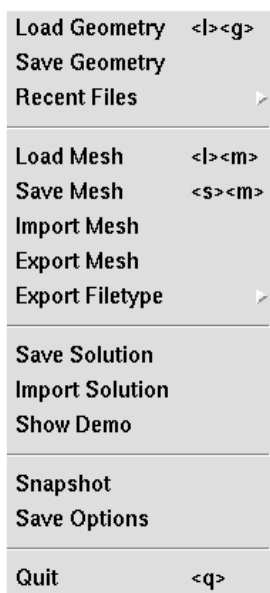 Load Geometry <l><g>
Save Geometry
Recent Files
Load Mesh <l><m>
Save Mesh <s><m>
Import Mesh
Export Mesh
Export Filetype
Save Solution
Import Solution
Show Demo
Snapshot
Save Options
Quit <q>